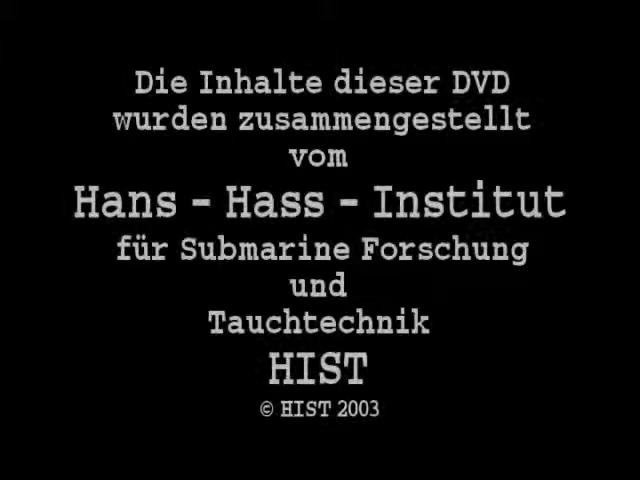 Die Inhalte dieser DVD
wurden zusammengestellt
vom
Hans - Hass - Institut
für Submarine Forschung
und
Tauchtechnik
HIST
© HIST 2003